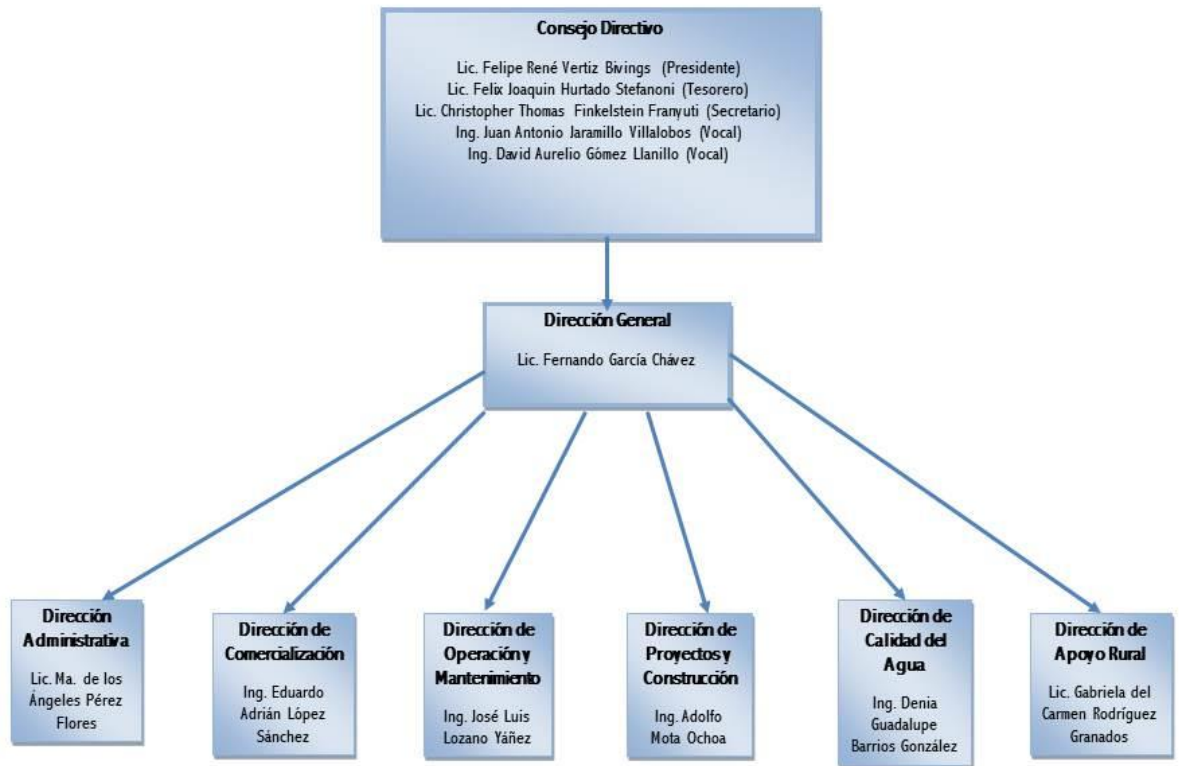 Consejo Directivo
Lic. Felipe René Vertiz Bivings (Presidente)
Lic. Felix Joaquin Hurtado Stefanoni (Tesorero)
Lic. Christopher Thomas Finkelstein Franyuti (Secretario)
Ing. Juan Antonio Jaramillo Villalobos (Vocal)
Ing. David Aurelio Gómez Llanillo (Vocal)
Dirección General
Lic. Fernando García Chávez
Dirección
Administrativa
Lic. Ma. de los
Ángeles Pérez
Flores
Dirección de
Comercialización
Ing. Eduardo
Adrián López
Sánchez
Dirección de
Operación y
Mantenimiento
Ing. José Luis
Lozano Yáñez
Dirección de
Proyectos y
Construcción
Ing. Adolfo
Mota Ochoa
Dirección de
Calidad del
Agua
Ing. Denia
Guadalupe
Barrios González
Dirección de
Apoyo Rural
Lic. Gabriela del
Carmen Rodríguez
Granados